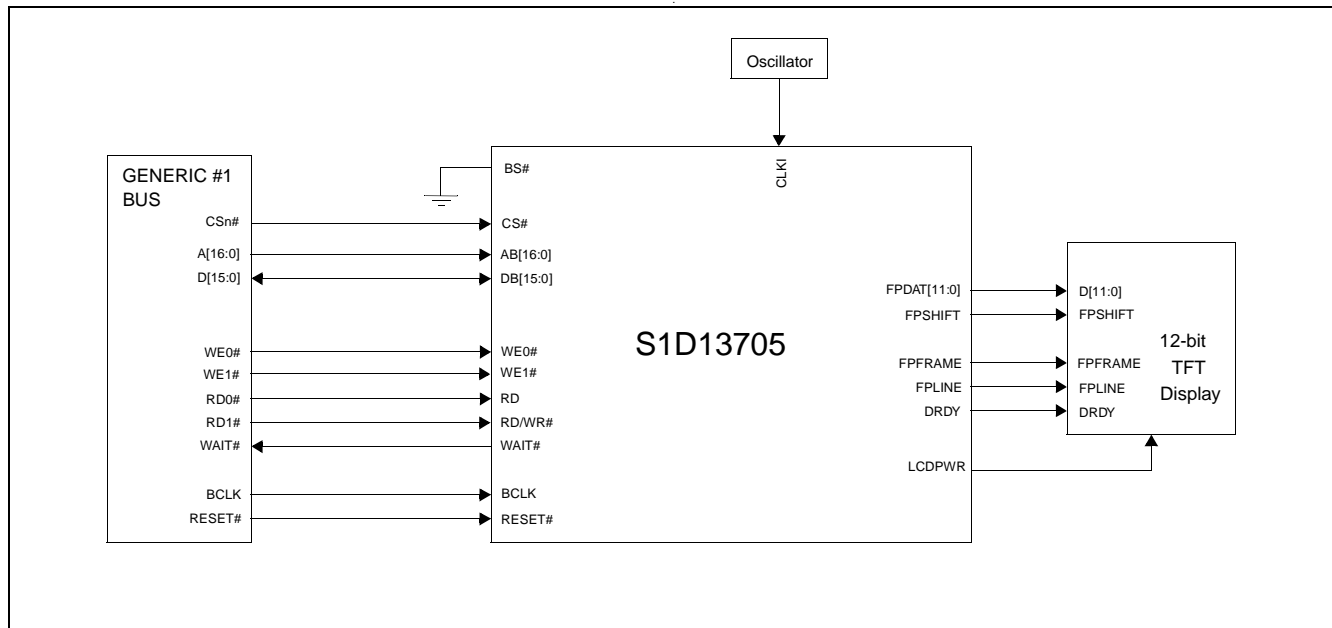 Oscillator
CLKI
GENERIC #1
BUS
CSn#
A[16:0]
D[15:0]
WE0#
WE1#
RD0#
RD1#
WAIT#
BCLK
RESET#
BS#
CS#
AB[16:0]
DB[15:0]
WE0#
WE1#
RD
RD/WR#
WAIT#
BCLK
RESET#
S1D13705
FPDAT[11:0]
FPSHIFT
FPFRAME
FPLINE
DRDY
LCDPWR
D[11:0]
FPSHIFT
FPFRAME
FPLINE
DRDY
12-bit
TFT
Display